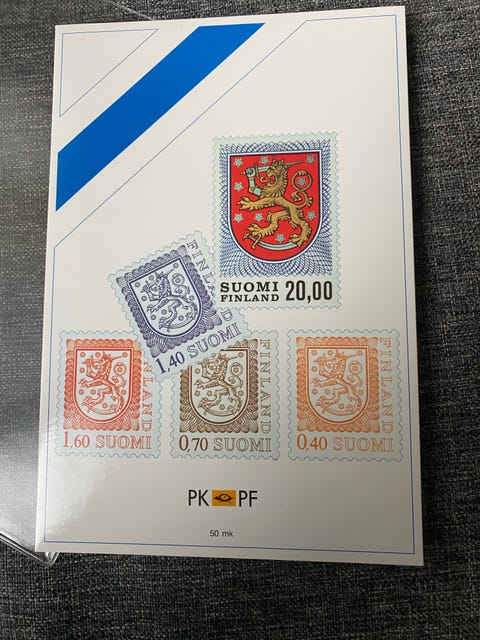 SUOMI
FINLAND 20,00
FINLAND
1,40 SUOMI
FINLAND
1,60 SUOMI
FINLAND
0,70 SUOMI
FINLAND
0,40 SUOMI
PK PF
50 mk